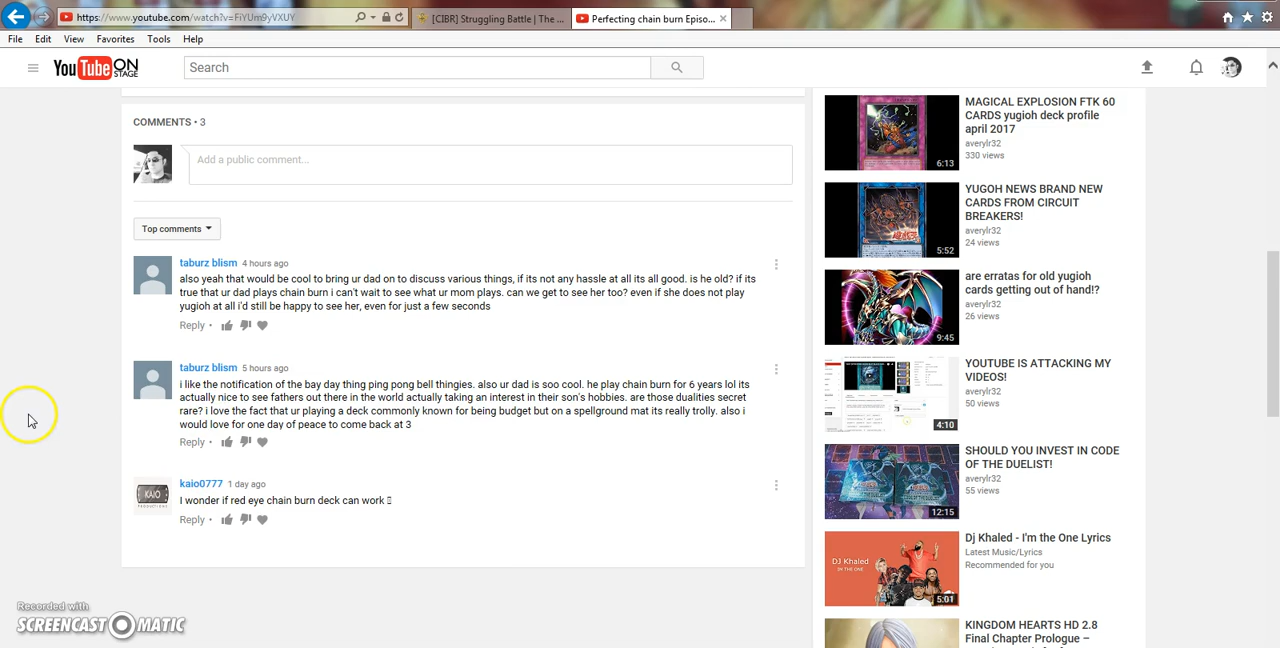 https://www.youtube.com/watch?v=FiYUm9yVXUY
[CIBR] Struggling Battle | The ...
Perfecting chain burn Episo...
File Edit View Favorites Tools Help
YouTube ON STAGE
Search
COMMENTS • 3
Add a public comment...
Top comments
taburz blism 4 hours ago
also yeah that would be cool to bring ur dad on to discuss various things, if its not any hassle at all its all good. is he old? if its
true that ur dad plays chain burn i can't wait to see what ur mom plays. can we get to see her too? even if she does not play
yugioh at all i'd still be happy to see her, even for just a few seconds
Reply •
taburz blism 5 hours ago
i like the notification of the bay day thing ping pong bell thingies. also ur dad is soo cool. he play chain burn for 6 years lol its
actually nice to see parents out there in the world actually taking an interest in their son's hobbies. are those dualities secret
rare? i love the fact that ur playing a deck commonly known for being budget but on a spellground mat its really trolly. also i
would love for one day of peace to come back at 3
Reply •
kaio0777 1 day ago
I wonder if red eye chain burn deck can work
Reply •
MAGICAL EXPLOSION FTK 60
CARDS yugioh deck profile
april 2017
averylr32
330 views
6:13
YUGOH NEWS BRAND NEW
CARDS FROM CIRCUIT
BREAKERS!
averylr32
24 views
5:52
are erratas for old yugioh
cards getting out of hand!?
averylr32
26 views
9:45
YOUTUBE IS ATTACKING MY
VIDEOS!
averylr32
50 views
4:10
SHOULD YOU INVEST IN CODE
OF THE DUELIST!
averylr32
55 views
12:15
Dj Khaled - I'm the One Lyrics
Latest Music/Lyrics
Recommended for you
DJ KHALED
5:01
KINGDOM HEARTS HD 2.8
Final Chapter Prologue –
KAIO
Recorded with
SCREENCAST-O-MATIC